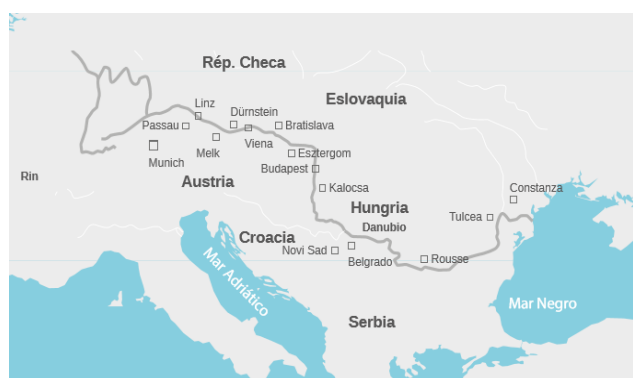 Rép. Checa
Eslovaquia
Linz
Dürnstein
Passau
Bratislava
Viena
Munich
Melk
Esztergom
Budapest
Rin
Austria
Kalocsa
Constanza
Hungria
Tulcea
Danubio
Croacia
Novi Sad
Belgrado
Rousse
Mar Adriático
Mar Negro
Serbia